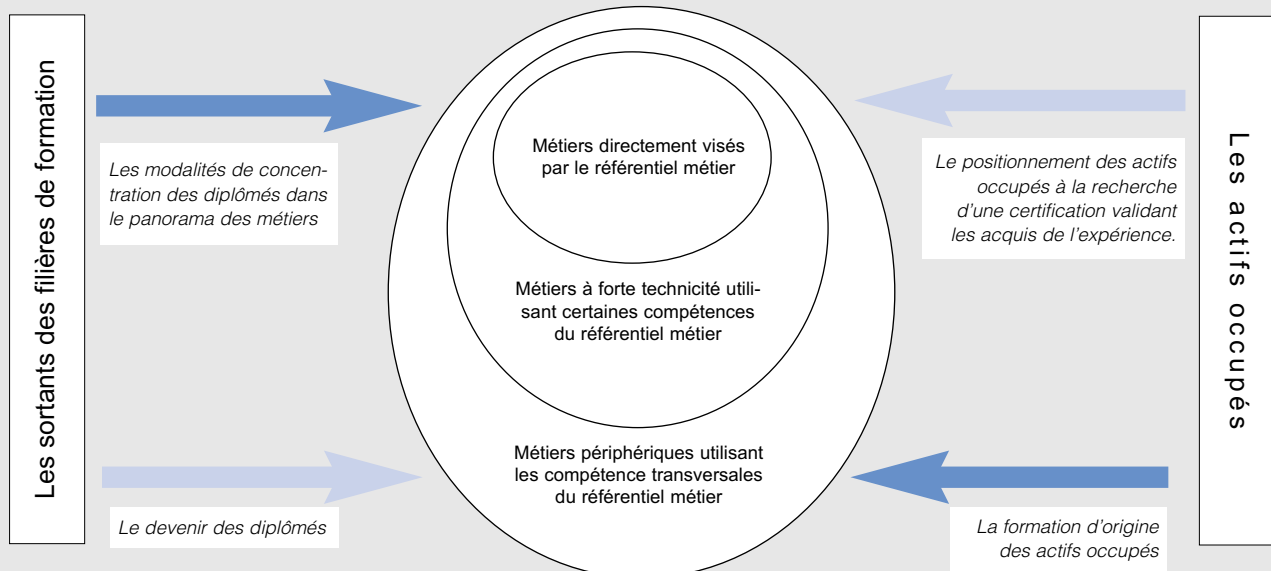 Les sortants des filières de formation
Les modalités de concen-
tration des diplômés dans
le panorama des métiers
Le devenir des diplômés
Métiers directement visés
par le référentiel métier
Métiers à forte technicité utili-
sant certaines compétences
du référentiel métier
Métiers périphériques utilisant
les compétence transversales
du référentiel métier
Le positionnement des actifs
occupés à la recherche
d'une certification validant
les acquis de l'expérience.
La formation d'origine
des actifs occupés
Les actifs occupés